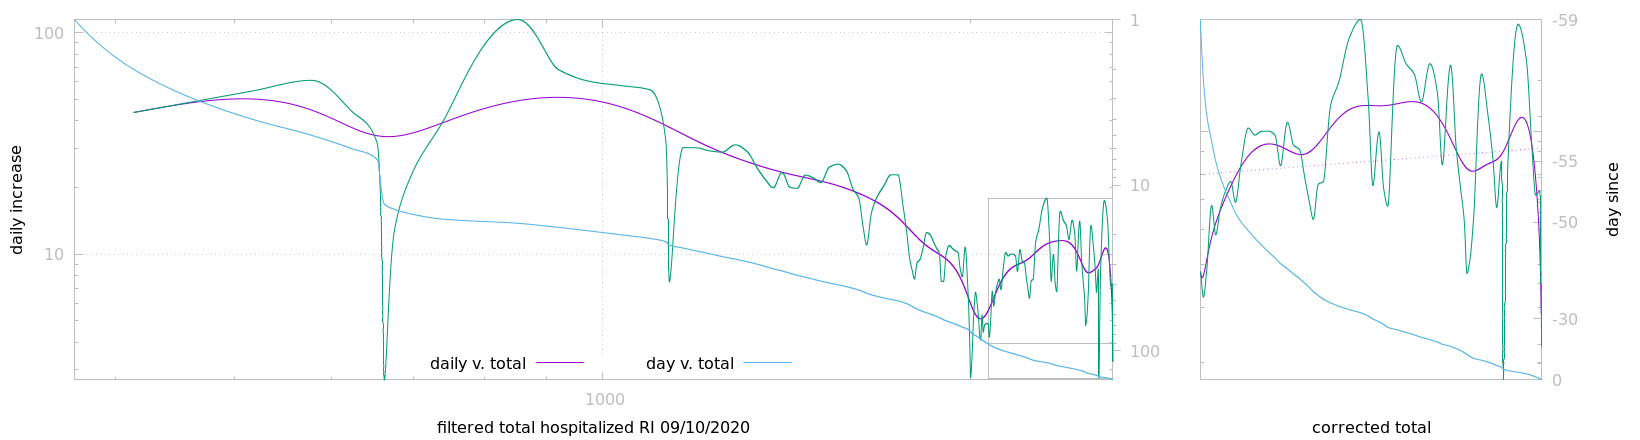 daily increase
100
10
1000
1
10
100
daily v. total
day v. total
filtered total hospitalized RI 09/10/2020
-59
-55
-50
-30
0
day since
corrected total